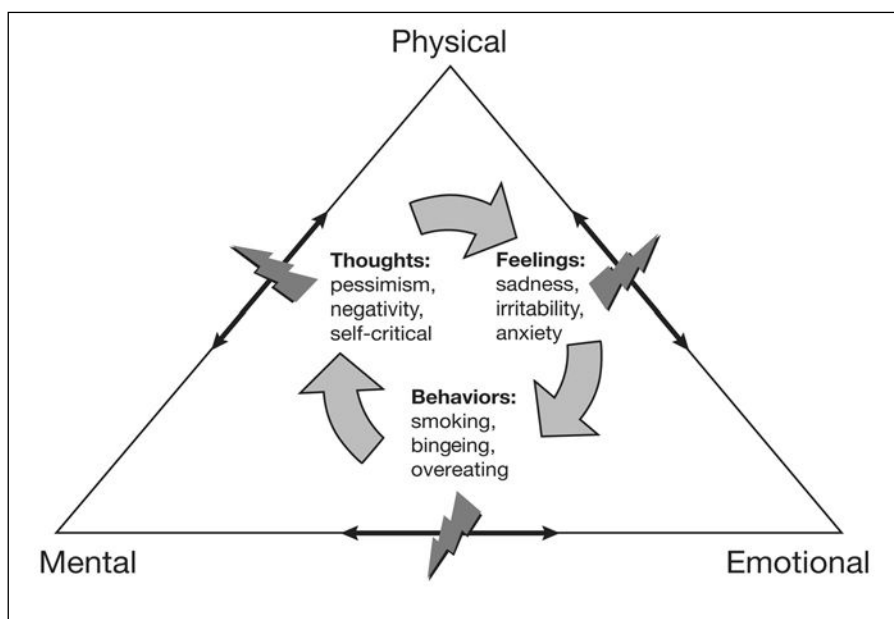 Physical
Thoughts:
pessimism,
negativity,
self-critical
Feelings:
sadness,
irritability,
anxiety
Behaviors:
smoking,
bingeing,
overeating
Mental
Emotional